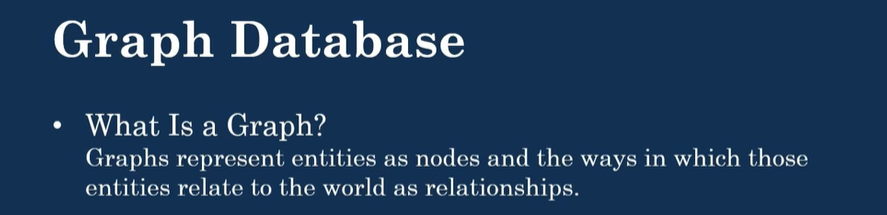 Graph Database
• What Is a Graph?
Graphs represent entities as nodes and the ways in which those
entities relate to the world as relationships.